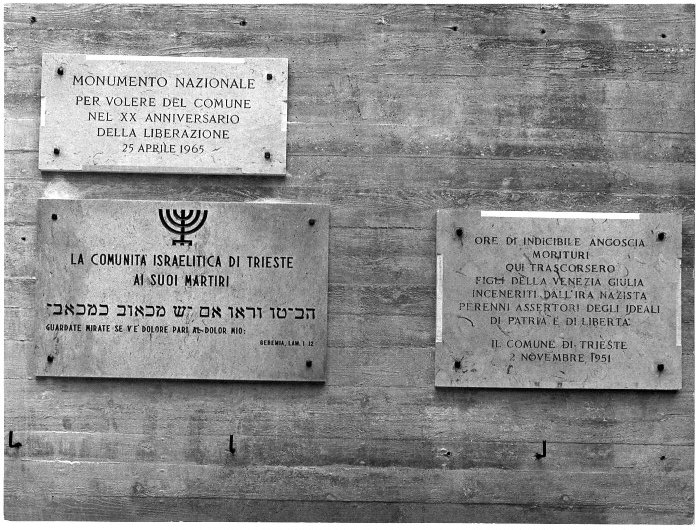 MONUMENTO NAZIONALE
PER VOLERE DEL COMUNE
NEL XX ANNIVERSARIO
DELLA LIBERAZIONE
25 APRILE 1965
LA COMUNITA ISRAELITICA DI TRIESTE
AI SUOI MARTIRI
הביטו וראו אם יש מכאוב כמכאבי
GUARDATE MIRATE SE V'È DOLORE PARI AL DOLOR MIO:
GEREMIA, LAM. 1 12
ORE DI INDICIBILE ANGOSCIA
MORITURI
QUI TRASCORSERO
FIGLI DELLA VENEZIA GIULIA
INCENERITI DALL'IRA NAZISTA
PERENNI ASSERTORI DEGLI IDEALI
DI PATRIA E DI LIBERTÀ
IL COMUNE DI TRIESTE
2 NOVEMBRE 1951